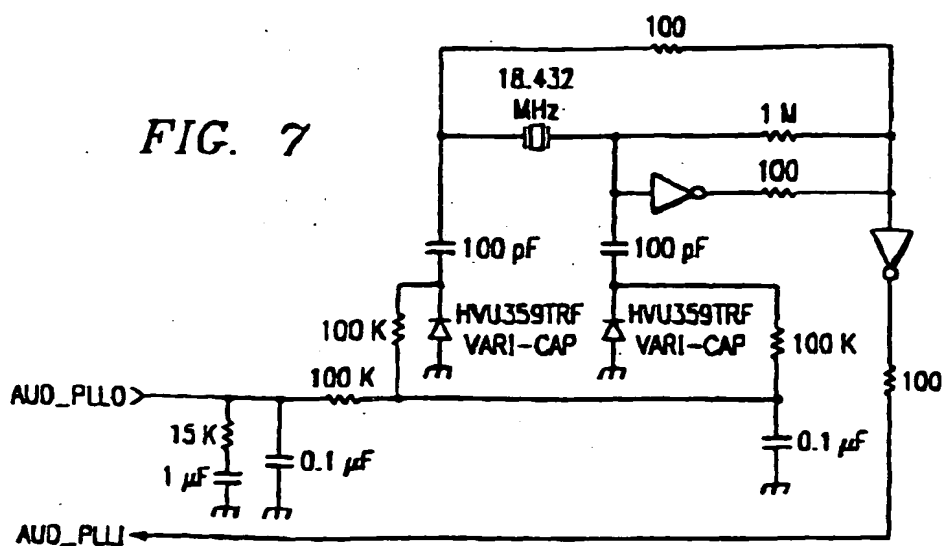 100
18.432
MHz
FIG. 7
1 M
100
100 pF
100 pF
HVU359TRF
VARI-CAP
HVU359TRF
VARI-CAP
100 K
100 K
100
100 K
AUD_PLLO
15 K
1 µF
0.1 µF
0.1 µF
AUD_PLLI